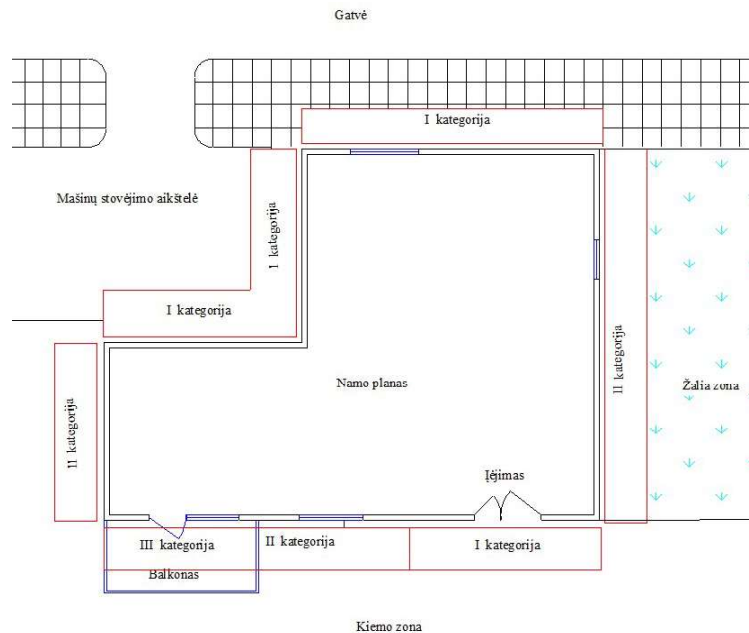 Gatvė
I kategorija
Mašinų stovėjimo aikštelė
I kategorija
I kategorija
II kategorija
Namo planas
II kategorija
Žalia zona
Įėjimas
III kategorija
II kategorija
I kategorija
Balkonas
Kiemo zona